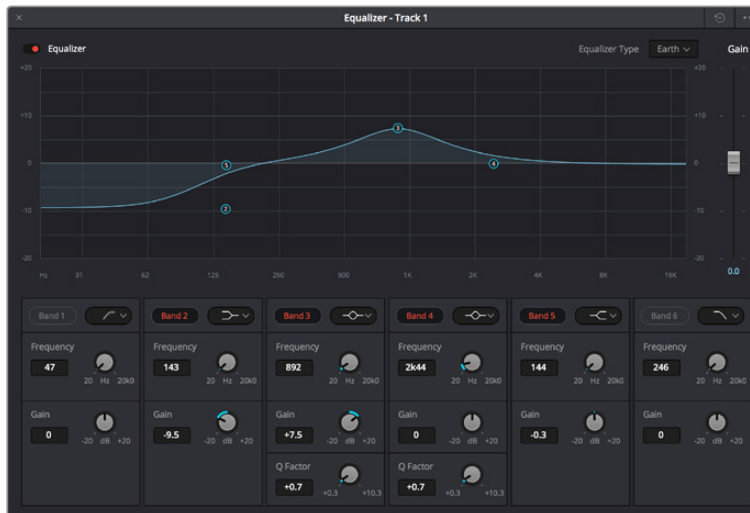 Equalizer - Track 1
Equalizer
Equalizer Type Earth Gain
+20 +20
+10 +10
0 0
-10 -10
-20 -20
Hz 31 62 125 250 500 1K 2K 4K 8K 16K
0.0
3
5
4
2
Band 1 Band 2 Band 3 Band 4 Band 5 Band 6
Frequency Frequency Frequency Frequency Frequency Frequency
47 143 892 2k44 144 246
20 Hz 20k0 20 Hz 20k0 20 Hz 20k0 20 Hz 20k0 20 Hz 20k0 20 Hz 20k0
Gain Gain Gain Gain Gain Gain
0 -9.5 +7.5 0 -0.3 0
-20 dB +20 -20 dB +20 -20 dB +20 -20 dB +20 -20 dB +20 -20 dB +20
Q Factor Q Factor
+0.7 +0.7
+0.3 +10.3 +0.3 +10.3